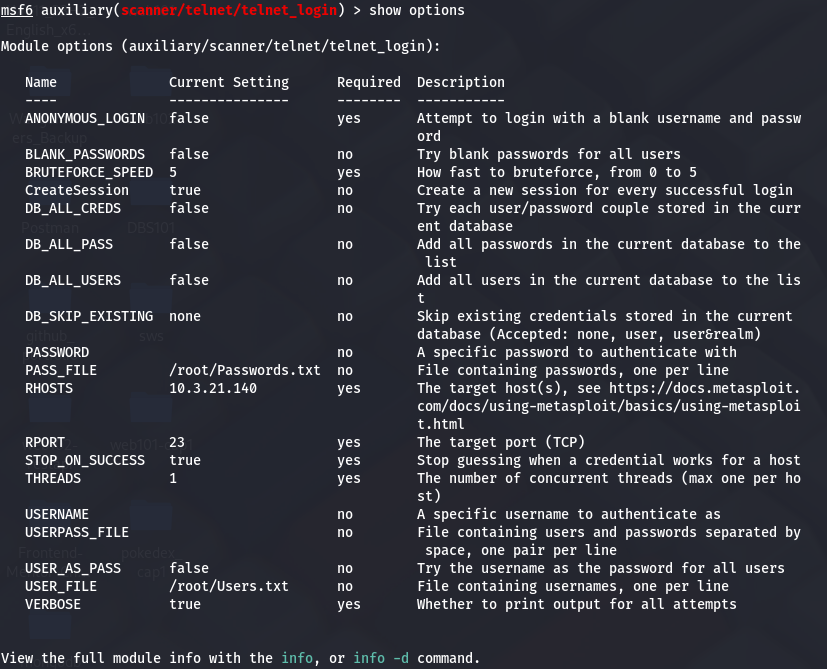 msf6 auxiliary(scanner/telnet/telnet_login) > show options
Module options (auxiliary/scanner/telnet/telnet_login):
Name Current Setting Required Description
---- --------------- -------- -----------
ANONYMOUS_LOGIN false yes Attempt to login with a blank username and passw
ord
BLANK_PASSWORDS false no Try blank passwords for all users
BRUTEFORCE_SPEED 5 yes How fast to bruteforce, from 0 to 5
CreateSession true no Create a new session for every successful login
DB_ALL_CREDS false no Try each user/password couple stored in the curr
ent database
DB_ALL_PASS false no Add all passwords in the current database to the
list
DB_ALL_USERS false no Add all users in the current database to the lis
t
DB_SKIP_EXISTING none no Skip existing credentials stored in the current
database (Accepted: none, user, user&realm)
PASSWORD no A specific password to authenticate with
PASS_FILE /root/Passwords.txt no File containing passwords, one per line
RHOSTS 10.3.21.140 yes The target host(s), see https://docs.metasploit.
com/docs/using-metasploit/basics/using-metasploi
t.html
RPORT 23 yes The target port (TCP)
STOP_ON_SUCCESS true yes Stop guessing when a credential works for a host
THREADS 1 yes The number of concurrent threads (max one per ho
st)
USERNAME no A specific username to authenticate as
USERPASS_FILE no File containing users and passwords separated by
space, one pair per line
USER_AS_PASS false no Try the username as the password for all users
USER_FILE /root/Users.txt no File containing usernames, one per line
VERBOSE true yes Whether to print output for all attempts
View the full module info with the info, or info -d command.